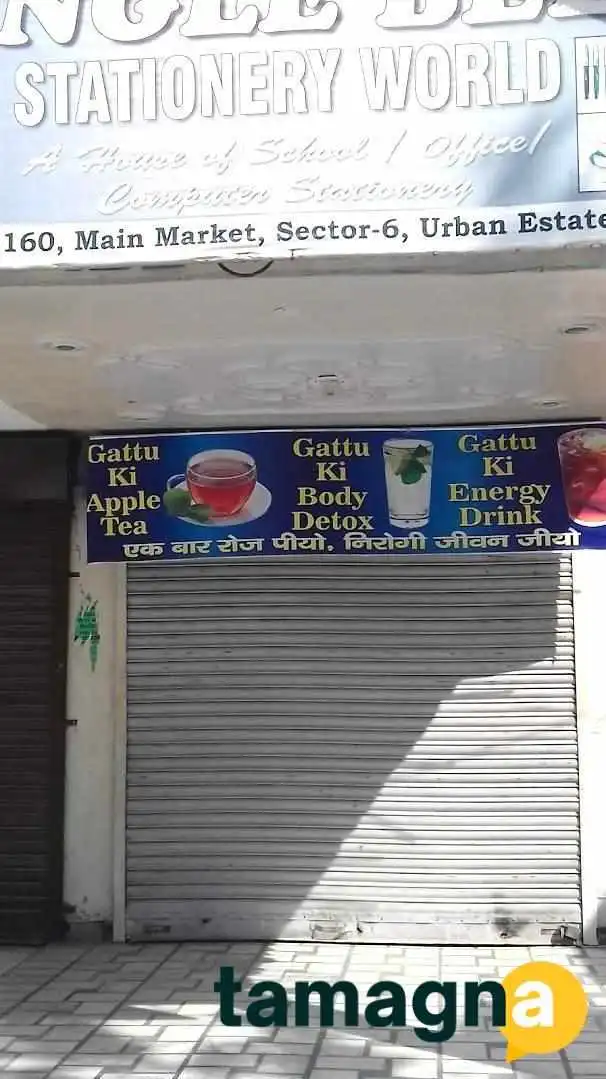 STATIONERY WORLD
A House of School / Office/
Computer Stationery
160, Main Market, Sector-6, Urban Estate
Gattu Ki Apple Tea
Gattu Ki Body Detox
Gattu Ki Energy Drink
एक बार रोज पीयो, निरोगी जीवन जीयो
tamagna